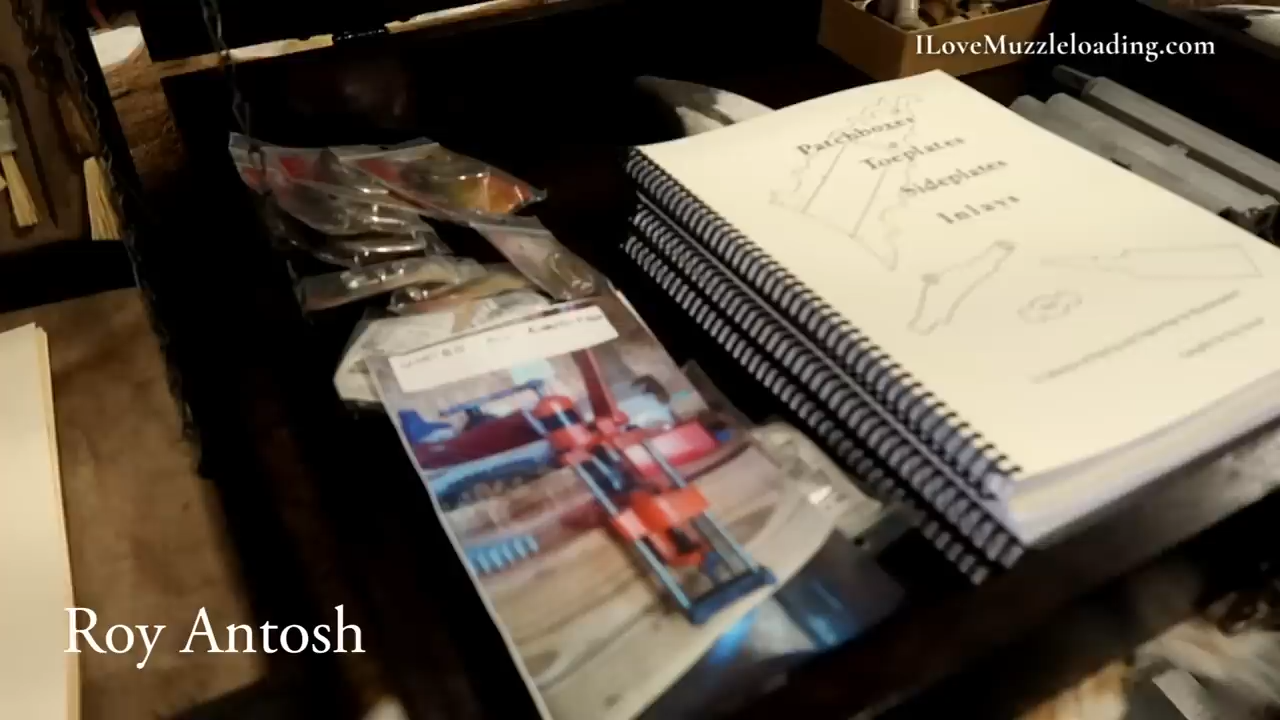 ILoveMuzzleloading.com
Patchboxes
Toeplates
Sideplates
Inlays
Roy Antosh